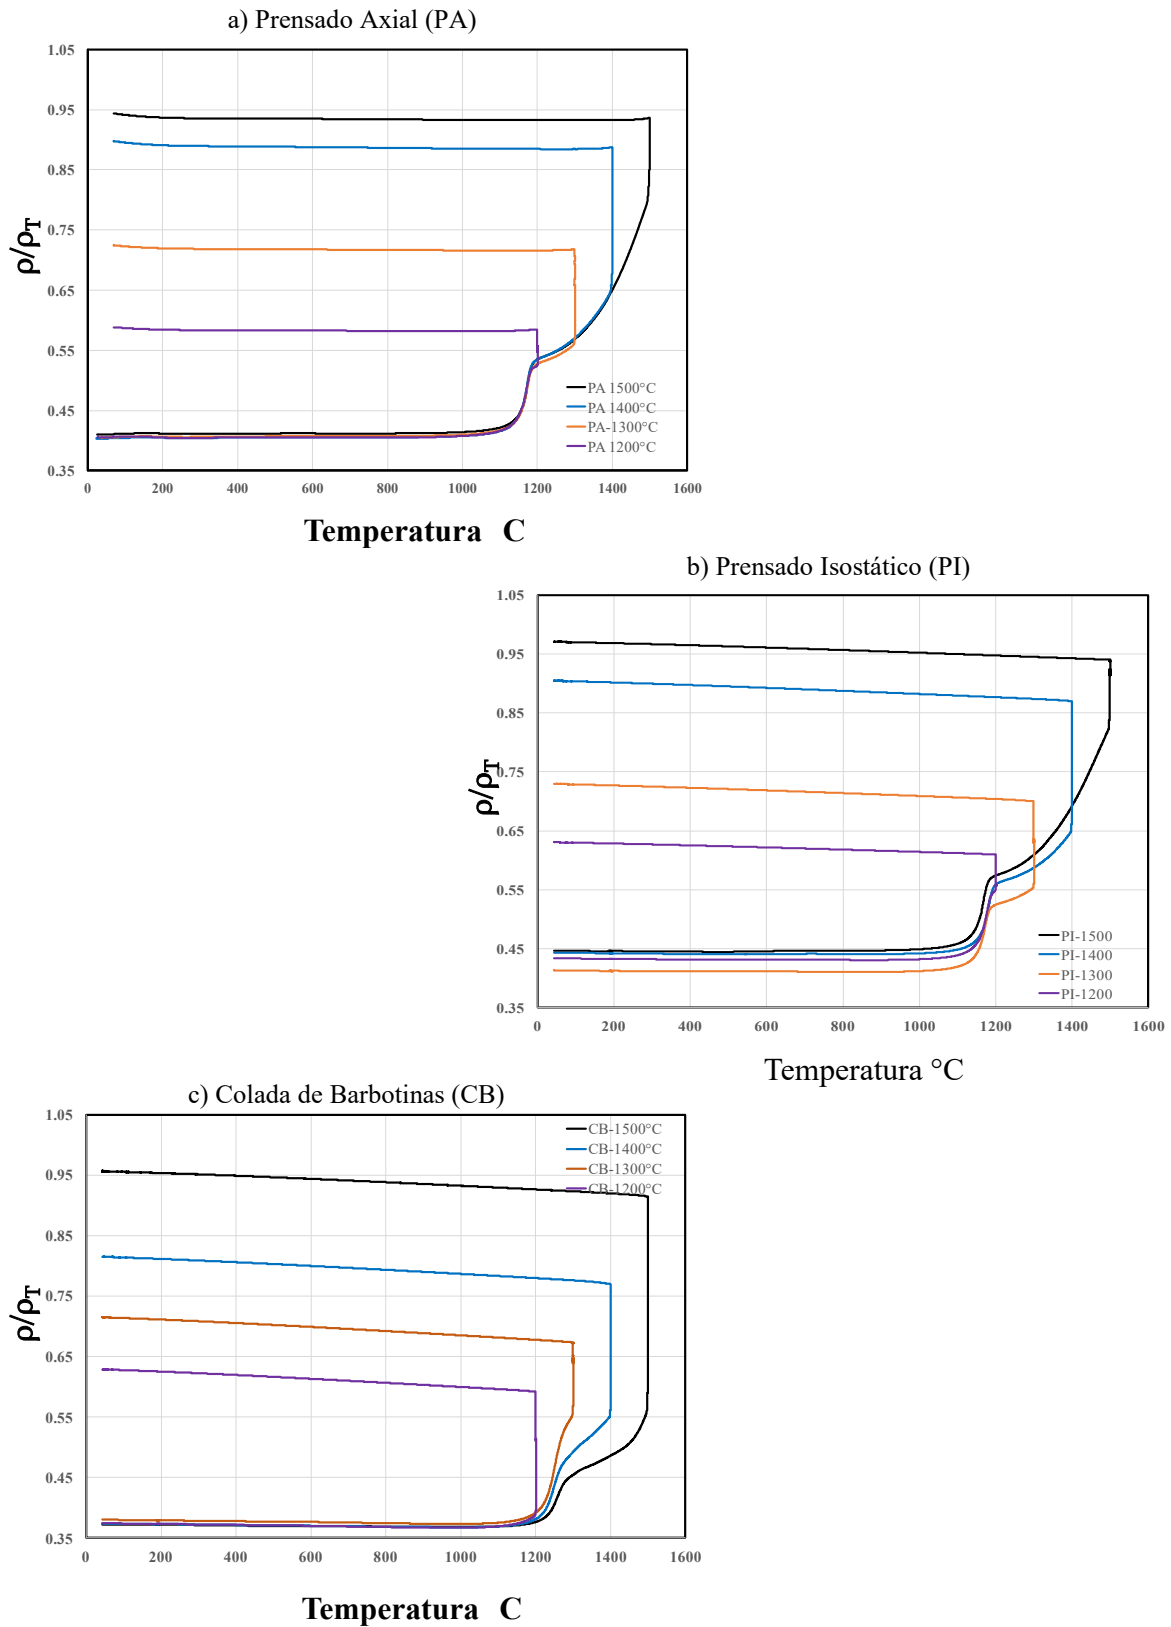 a) Prensado Axial (PA)
1.05
0.95
0.85
0.75
0.65
0.55
0.45
0.35
ρ/ρT
PA 1500°C
PA 1400°C
PA-1300°C
PA 1200°C
0 200 400 600 800 1000 1200 1400 1600
Temperatura C
b) Prensado Isostático (PI)
1.05
0.95
0.85
0.75
0.65
0.55
0.45
0.35
ρ/ρT
PI-1500
PI-1400
PI-1300
PI-1200
0 200 400 600 800 1000 1200 1400 1600
Temperatura °C
c) Colada de Barbotinas (CB)
1.05
0.95
0.85
0.75
0.65
0.55
0.45
0.35
ρ/ρT
CB-1500°C
CB-1400°C
CB-1300°C
CB-1200°C
0 200 400 600 800 1000 1200 1400 1600
Temperatura C